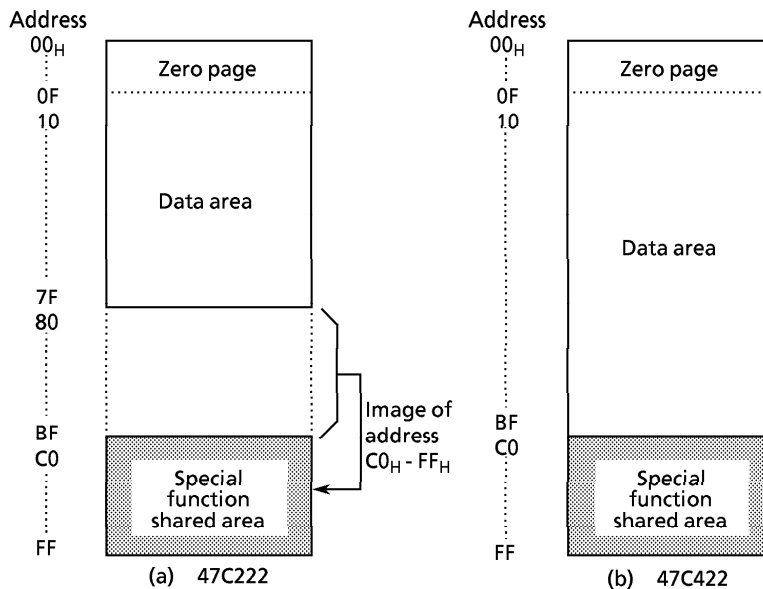 Address
00H
Zero page
0F
10
Data area
7F
80
BF
C0
Image of
address
C0H - FFH
Special
function
shared area
FF
(a) 47C222
Address
00H
Zero page
0F
10
Data area
BF
C0
Special
function
shared area
FF
(b) 47C422